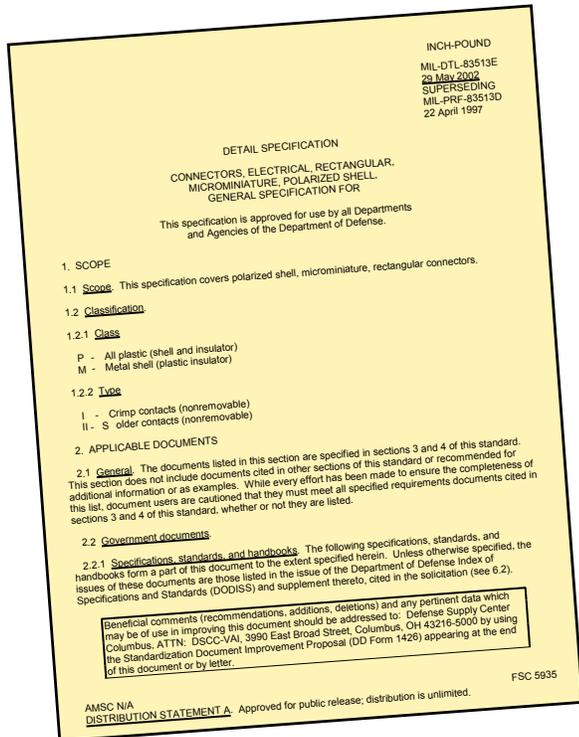 INCH-POUND
MIL-DTL-83513E
29 May 2002
SUPERSEDING
MIL-PRF-83513D
22 April 1997
DETAIL SPECIFICATION
CONNECTORS, ELECTRICAL, RECTANGULAR,
MICROMINIATURE, POLARIZED SHELL,
GENERAL SPECIFICATION FOR
This specification is approved for use by all Departments
and Agencies of the Department of Defense.
1. SCOPE
1.1 Scope. This specification covers polarized shell, microminiature, rectangular connectors.
1.2 Classification.
1.2.1 Class
P - All plastic (shell and insulator)
M - Metal shell (plastic insulator)
1.2.2 Type
I - Crimp contacts (nonremovable)
II - S older contacts (nonremovable)
2. APPLICABLE DOCUMENTS
2.1 General. The documents listed in this section are specified in sections 3 and 4 of this standard.
This section does not include documents cited in other sections of this standard or recommended for
additional information or as examples. While every effort has been made to ensure the completeness of
this list, document users are cautioned that they must meet all specified requirements documents cited in
sections 3 and 4 of this standard, whether or not they are listed.
2.2 Government documents.
2.2.1 Specifications, standards, and handbooks. The following specifications, standards, and
handbooks form a part of this document to the extent specified herein. Unless otherwise specified, the
issues of these documents are those listed in the issue of the Department of Defense Index of
Specifications and Standards (DODISS) and supplement thereto, cited in the solicitation (see 6.2).
Beneficial comments (recommendations, additions, deletions) and any pertinent data which
may be of use in improving this document should be addressed to: Defense Supply Center
Columbus, ATTN: DSCC-VAI, 3990 East Broad Street, Columbus, OH 43216-5000 by using
the Standardization Document Improvement Proposal (DD Form 1426) appearing at the end
of this document or by letter.
AMSC N/A
FSC 5935
DISTRIBUTION STATEMENT A. Approved for public release; distribution is unlimited.